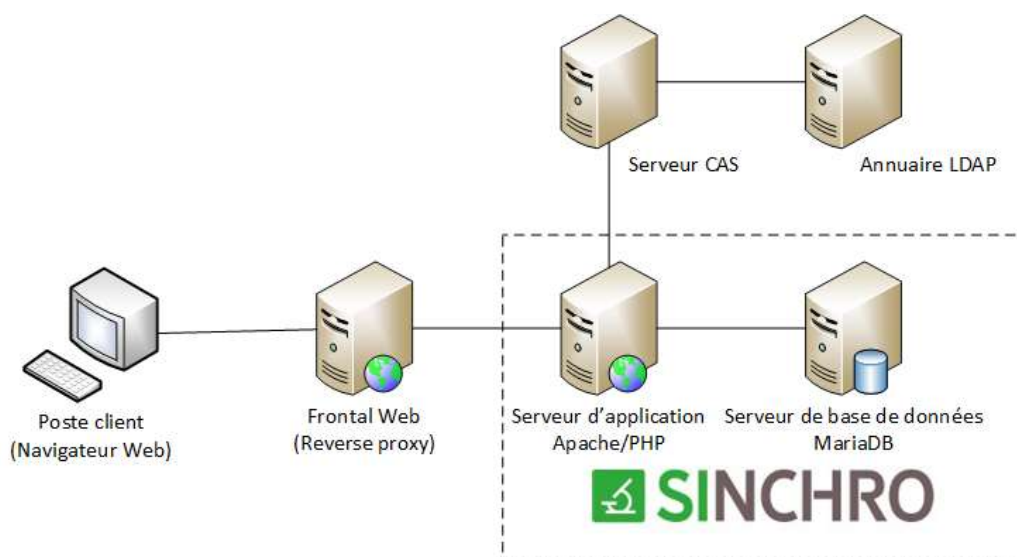 Serveur CAS
Annuaire LDAP
Poste client
(Navigateur Web)
Frontal Web
(Reverse proxy)
Serveur d'application
Apache/PHP
Serveur de base de données
MariaDB
SINCHRO